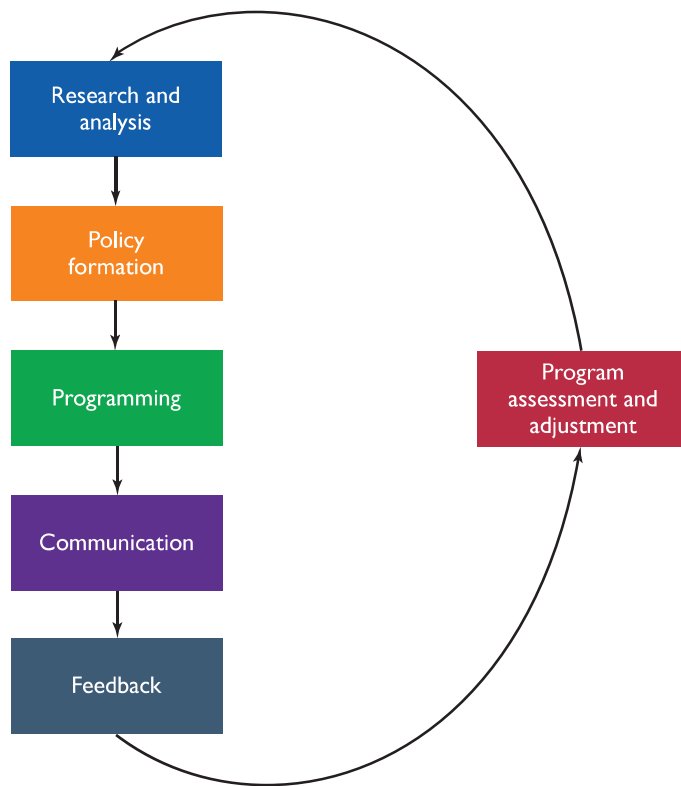 Research and
analysis
Policy
formation
Programming
Program
assessment and
adjustment
Communication
Feedback